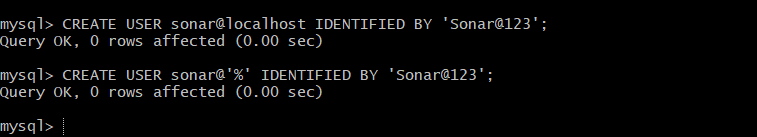 mysql> CREATE USER sonar@localhost IDENTIFIED BY 'Sonar@123';
Query OK, 0 rows affected (0.00 sec)
mysql> CREATE USER sonar@'%' IDENTIFIED BY 'Sonar@123';
Query OK, 0 rows affected (0.00 sec)
mysql>